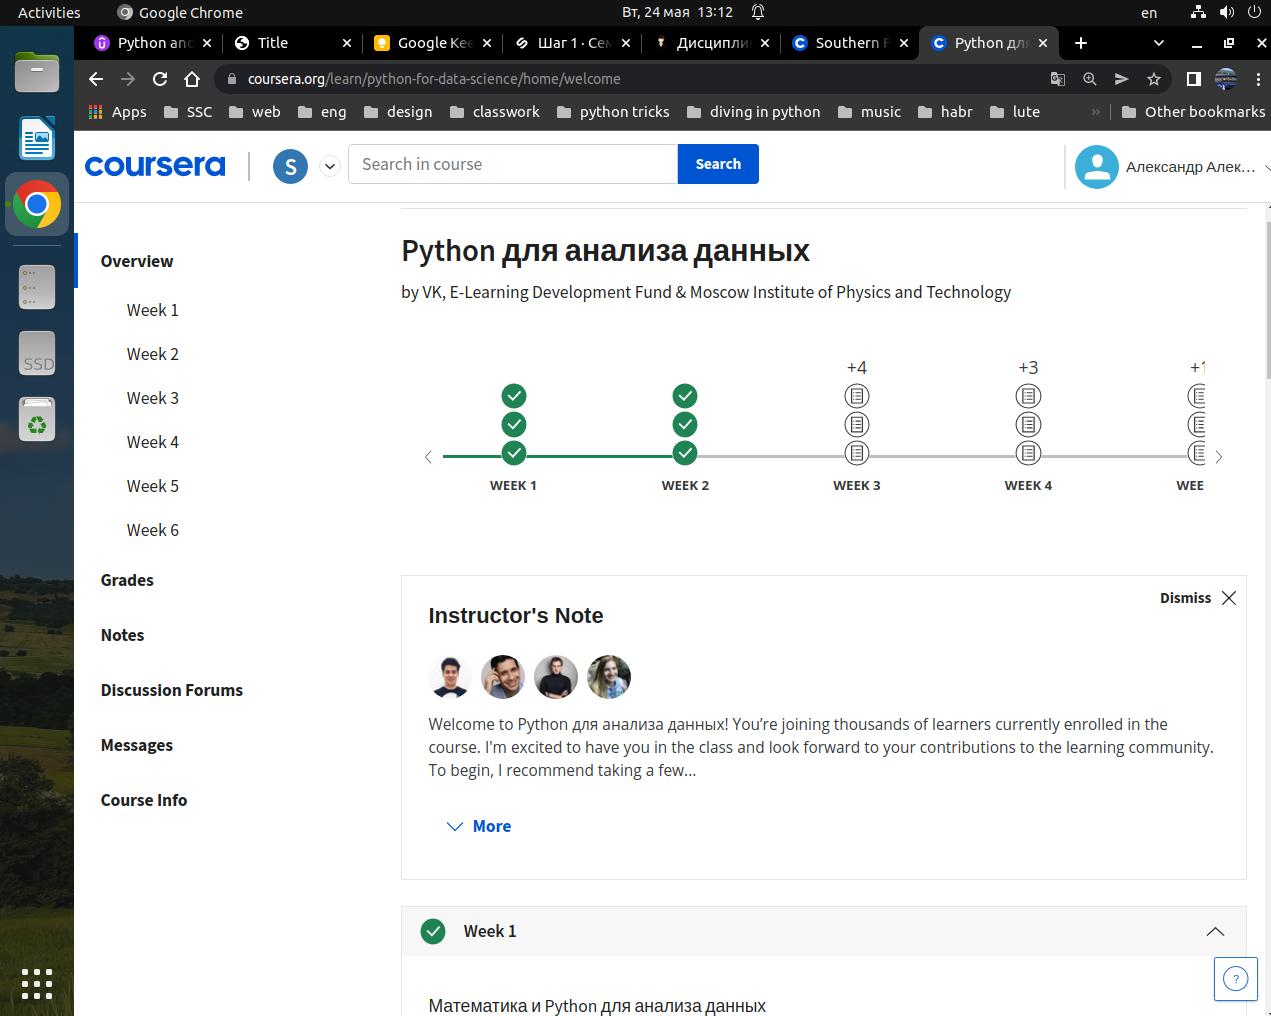 Activities
Google Chrome
Вт, 24 мая 13:12
en
Python and
Title
Google Kee
Шаг 1 · Сем
Дисципли
Southern F
Python для
coursera.org/learn/python-for-data-science/home/welcome
Apps
SSC
web
eng
design
classwork
python tricks
diving in python
music
habr
lute
»
Other bookmarks
coursera
S
Search in course
Search
Александр Алек...
SSD
Overview
Week 1
Week 2
Week 3
Week 4
Week 5
Week 6
Grades
Notes
Discussion Forums
Messages
Course Info
Python для анализа данных
by VK, E-Learning Development Fund & Moscow Institute of Physics and Technology
+4
+3
+1
WEEK 1
WEEK 2
WEEK 3
WEEK 4
WEE
Dismiss
Instructor's Note
Welcome to Python для анализа данных! You’re joining thousands of learners currently enrolled in the
course. I'm excited to have you in the class and look forward to your contributions to the learning community.
To begin, I recommend taking a few...
More
Week 1
?
Математика и Python для анализа данных